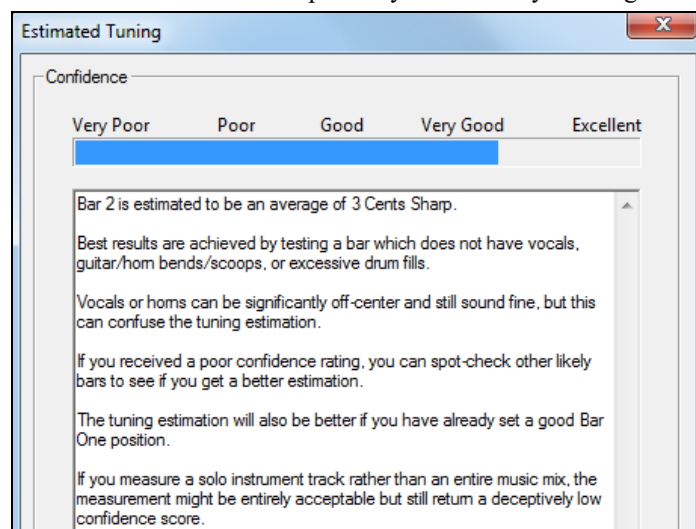 Estimated Tuning
Confidence
Very Poor Poor Good Very Good Excellent
Bar 2 is estimated to be an average of 3 Cents Sharp.
Best results are achieved by testing a bar which does not have vocals,
guitar/horn bends/scoops, or excessive drum fills.
Vocals or horns can be significantly off-center and still sound fine, but this
can confuse the tuning estimation.
If you received a poor confidence rating, you can spot-check other likely
bars to see if you get a better estimation.
The tuning estimation will also be better if you have already set a good Bar
One position.
If you measure a solo instrument track rather than an entire music mix, the
measurement might be entirely acceptable but still return a deceptively low
confidence score.